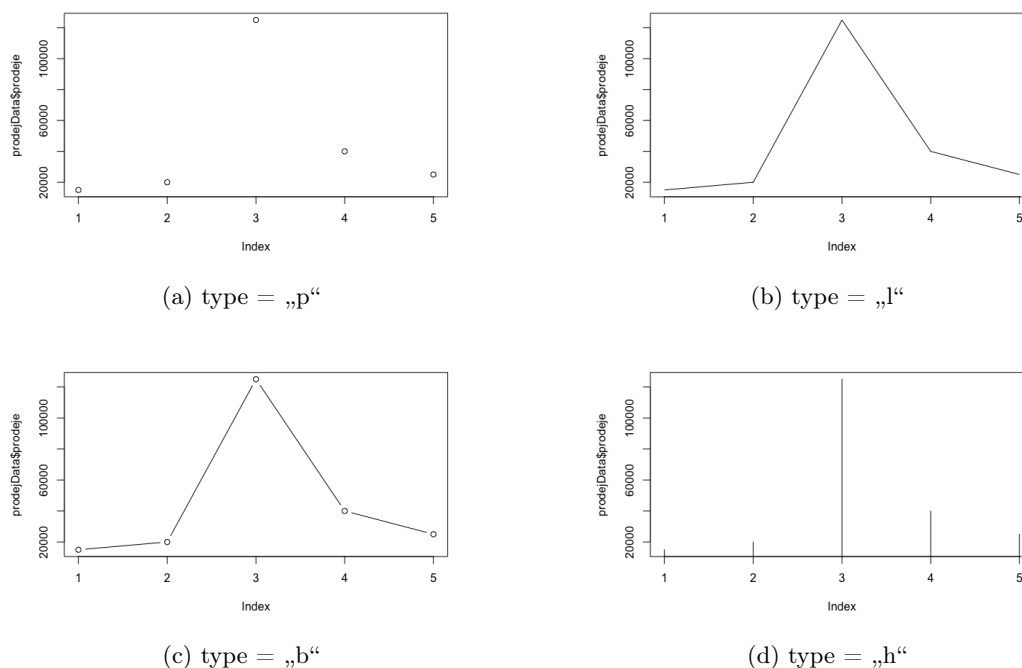 prodejData$prodeje
100000
60000
20000
1 2 3 4 5
Index
(a) type = „p“
prodejData$prodeje
100000
60000
20000
1 2 3 4 5
Index
(b) type = „l“
prodejData$prodeje
100000
60000
20000
1 2 3 4 5
Index
(c) type = „b“
prodejData$prodeje
100000
60000
20000
1 2 3 4 5
Index
(d) type = „h“